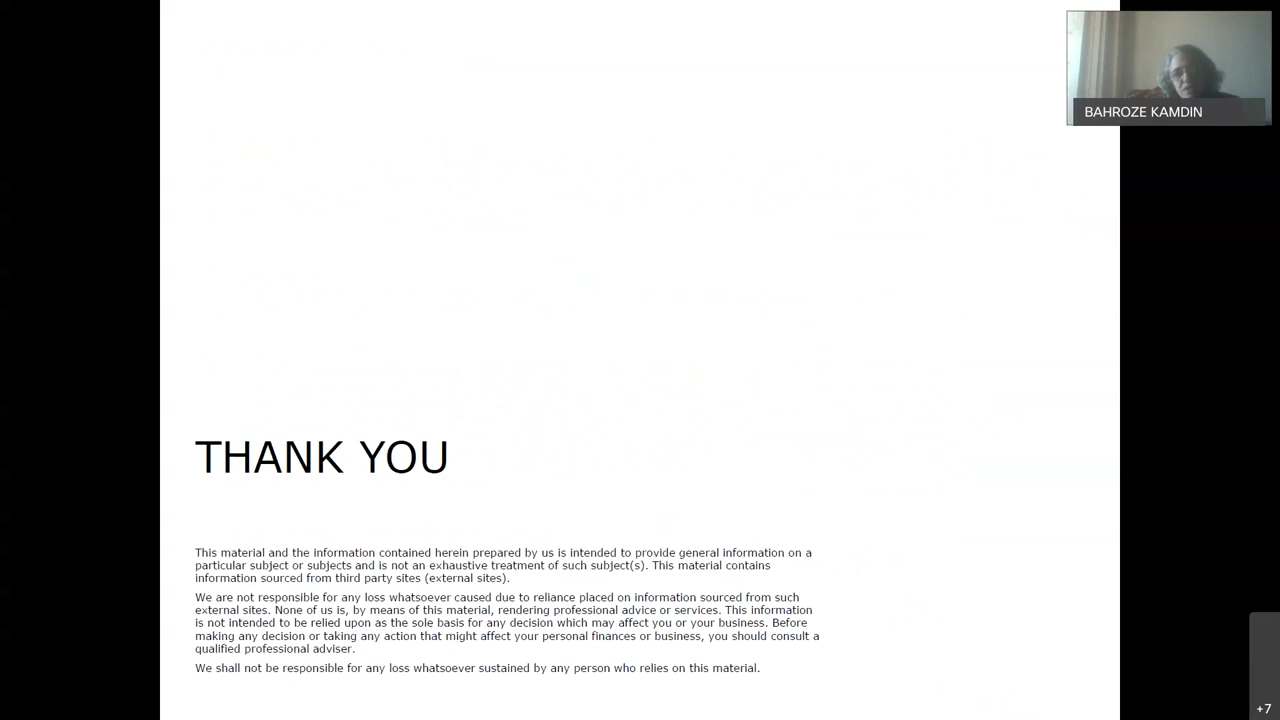 BAHROZE KAMDIN
THANK YOU
This material and the information contained herein prepared by us is intended to provide general information on a
particular subject or subjects and is not an exhaustive treatment of such subject(s). This material contains
information sourced from third party sites (external sites).
We are not responsible for any loss whatsoever caused due to reliance placed on information sourced from such
external sites. None of us is, by means of this material, rendering professional advice or services. This information
is not intended to be relied upon as the sole basis for any decision which may affect you or your business. Before
making any decision or taking any action that might affect your personal finances or business, you should consult a
qualified professional adviser.
We shall not be responsible for any loss whatsoever sustained by any person who relies on this material.
+7